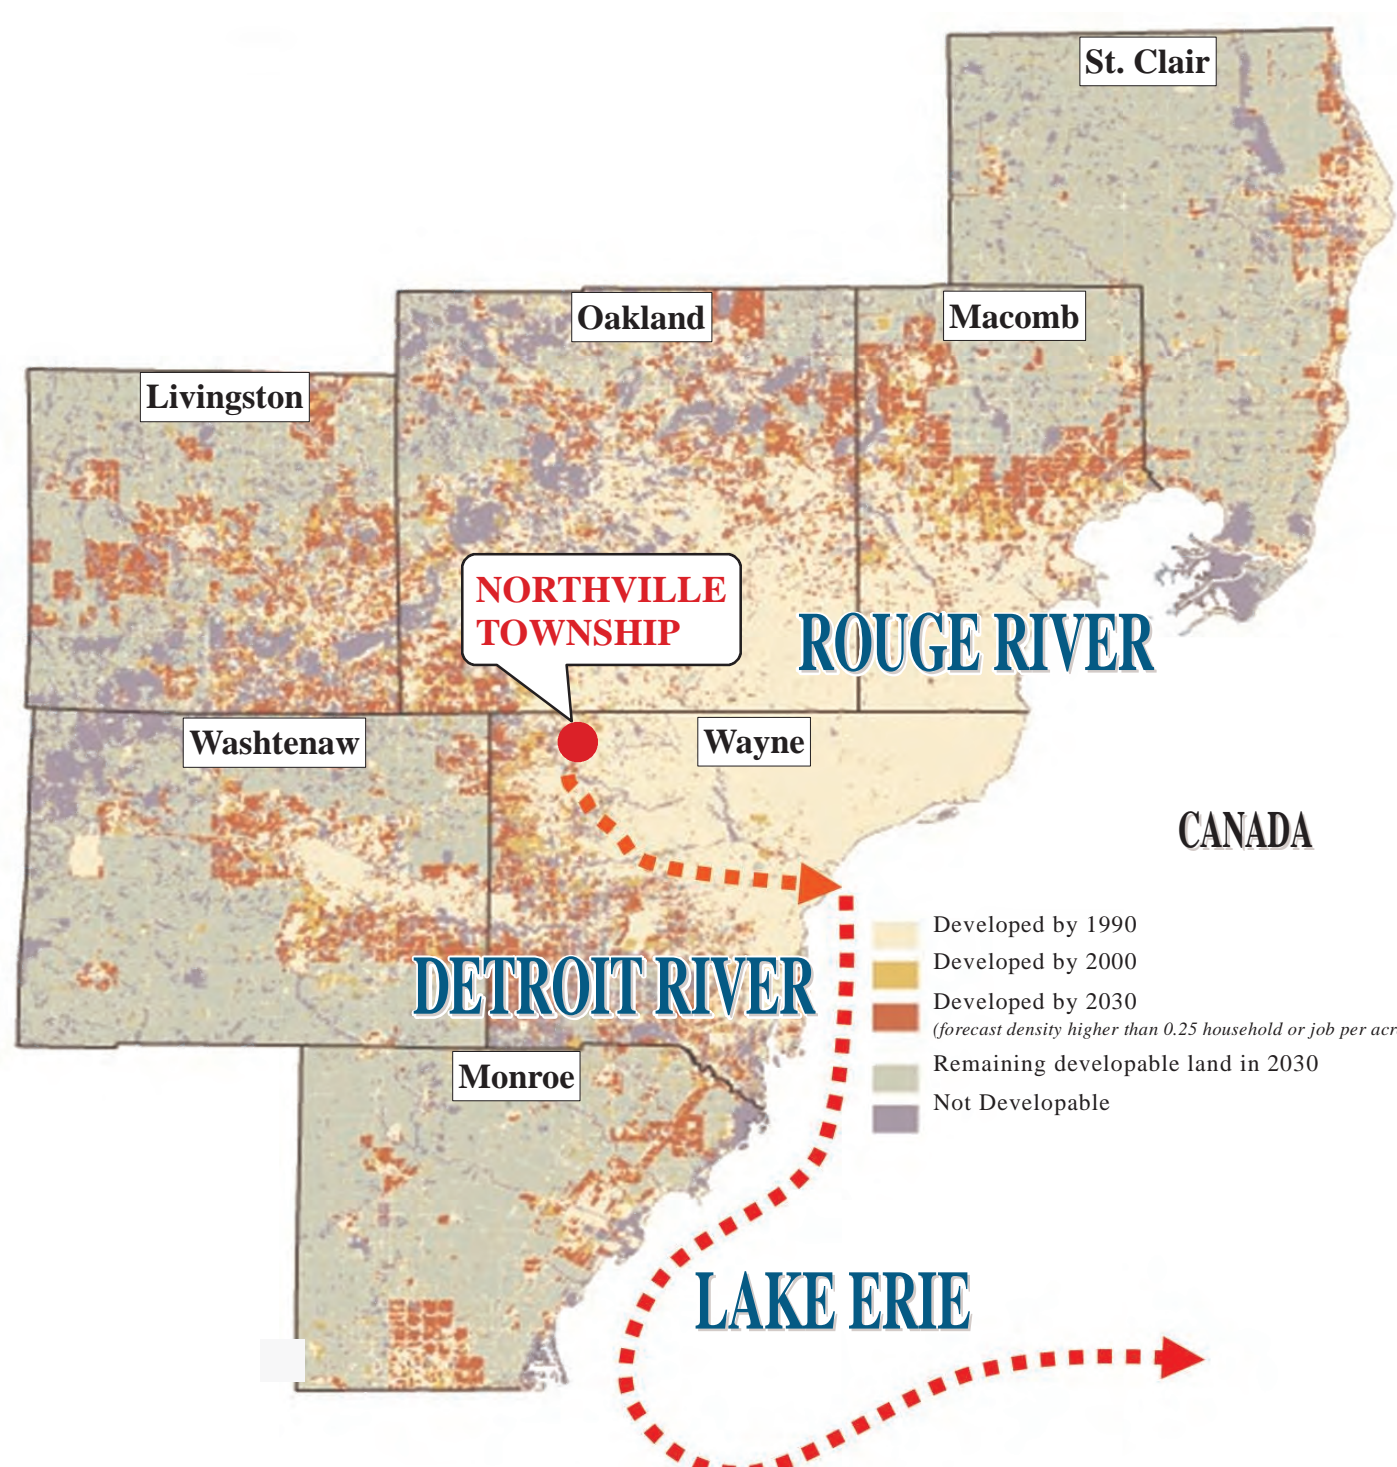 St. Clair
Oakland
Macomb
Livingston
NORTHVILLE
TOWNSHIP
ROUGE RIVER
Washtenaw
Wayne
CANADA
Developed by 1990
Developed by 2000
DETROIT RIVER
Developed by 2030
(forecast density higher than 0.25 household or job per acr
Remaining developable land in 2030
Monroe
Not Developable
LAKE ERIE